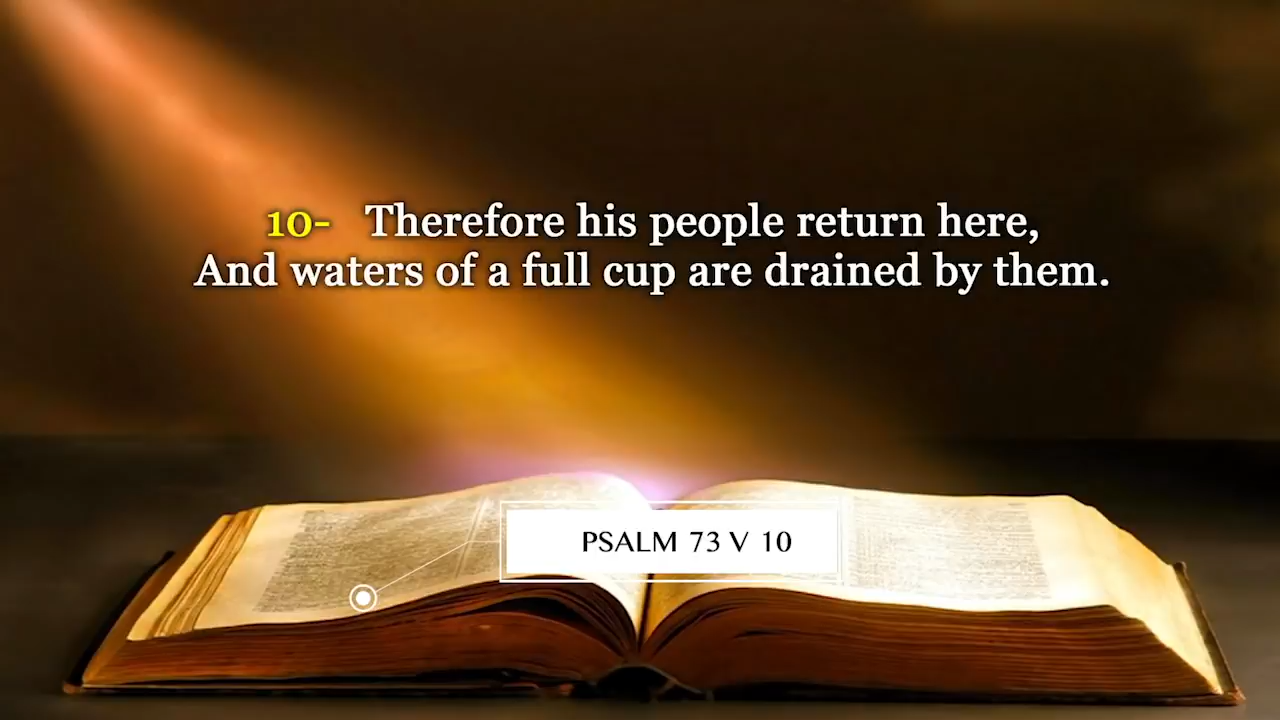 10- Therefore his people return here,
And waters of a full cup are drained by them.
PSALM 73 V 10